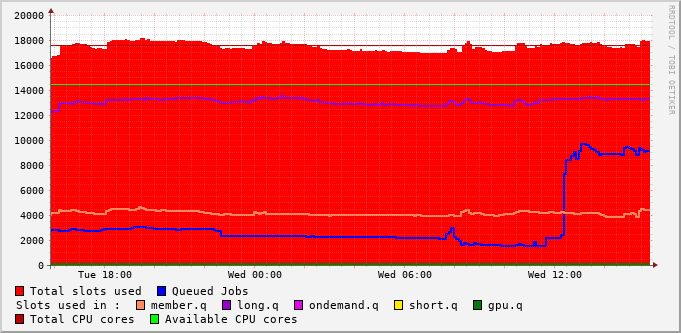 20000
18000
16000
14000
12000
10000
8000
6000
4000
2000
0
Tue 18:00 Wed 00:00 Wed 06:00 Wed 12:00
RRDTOOL / TOBI OETIKER
Total slots used Queued Jobs
Slots used in : member.q long.q ondemand.q short.q gpu.q
Total CPU cores Available CPU cores